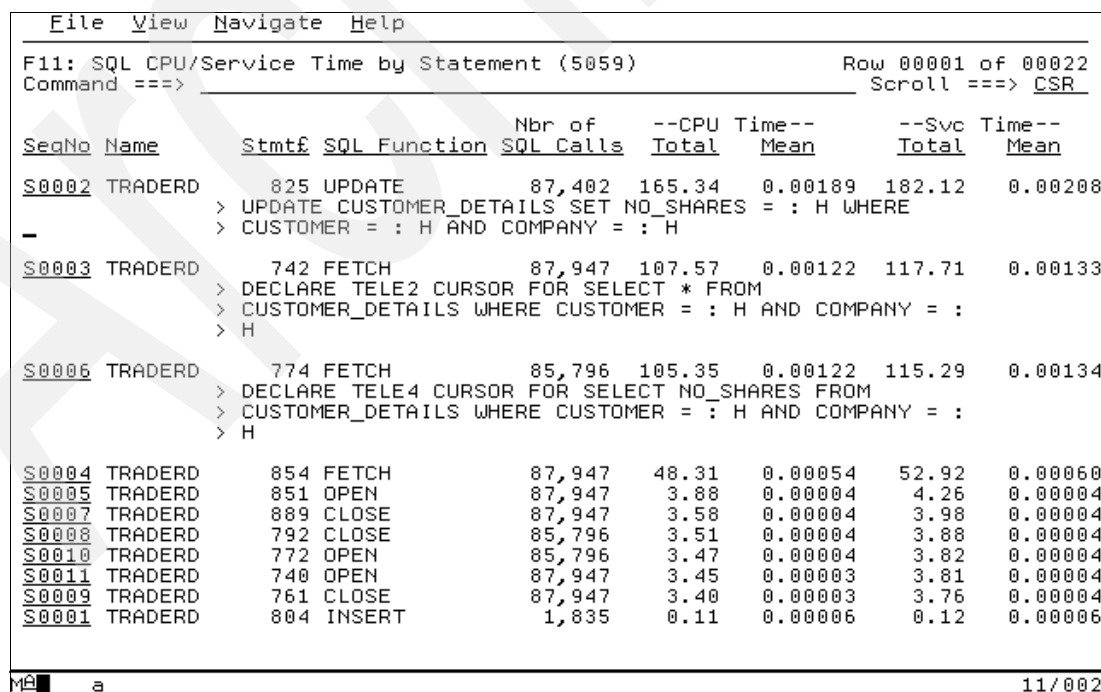 File View Navigate Help
F11: SQL CPU/Service Time by Statement (5059) Row 00001 of 00022
Command ===> Scroll ===> CSR
Nbr of --CPU Time-- --Svc Time--
SeqNo Name Stmt£ SQL Function SQL Calls Total Mean Total Mean
S0002 TRADERD 825 UPDATE 87,402 165.34 0.00189 182.12 0.00208
> UPDATE CUSTOMER_DETAILS SET NO_SHARES = : H WHERE
> CUSTOMER = : H AND COMPANY = : H
S0003 TRADERD 742 FETCH 87,947 107.57 0.00122 117.71 0.00133
> DECLARE TELE2 CURSOR FOR SELECT * FROM
> CUSTOMER_DETAILS WHERE CUSTOMER = : H AND COMPANY = :
> H
S0006 TRADERD 774 FETCH 85,796 105.35 0.00122 115.29 0.00134
> DECLARE TELE4 CURSOR FOR SELECT NO_SHARES FROM
> CUSTOMER_DETAILS WHERE CUSTOMER = : H AND COMPANY = :
> H
S0004 TRADERD 854 FETCH 87,947 48.31 0.00054 52.92 0.00060
S0005 TRADERD 851 OPEN 87,947 3.88 0.00004 4.26 0.00004
S0007 TRADERD 889 CLOSE 87,947 3.58 0.00004 3.98 0.00004
S0008 TRADERD 792 CLOSE 85,796 3.51 0.00004 3.88 0.00004
S0010 TRADERD 772 OPEN 85,796 3.47 0.00004 3.82 0.00004
S0011 TRADERD 740 OPEN 87,947 3.45 0.00003 3.81 0.00004
S0009 TRADERD 761 CLOSE 87,947 3.40 0.00003 3.76 0.00004
S0001 TRADERD 804 INSERT 1,835 0.11 0.00006 0.12 0.00006
MA a 11/002